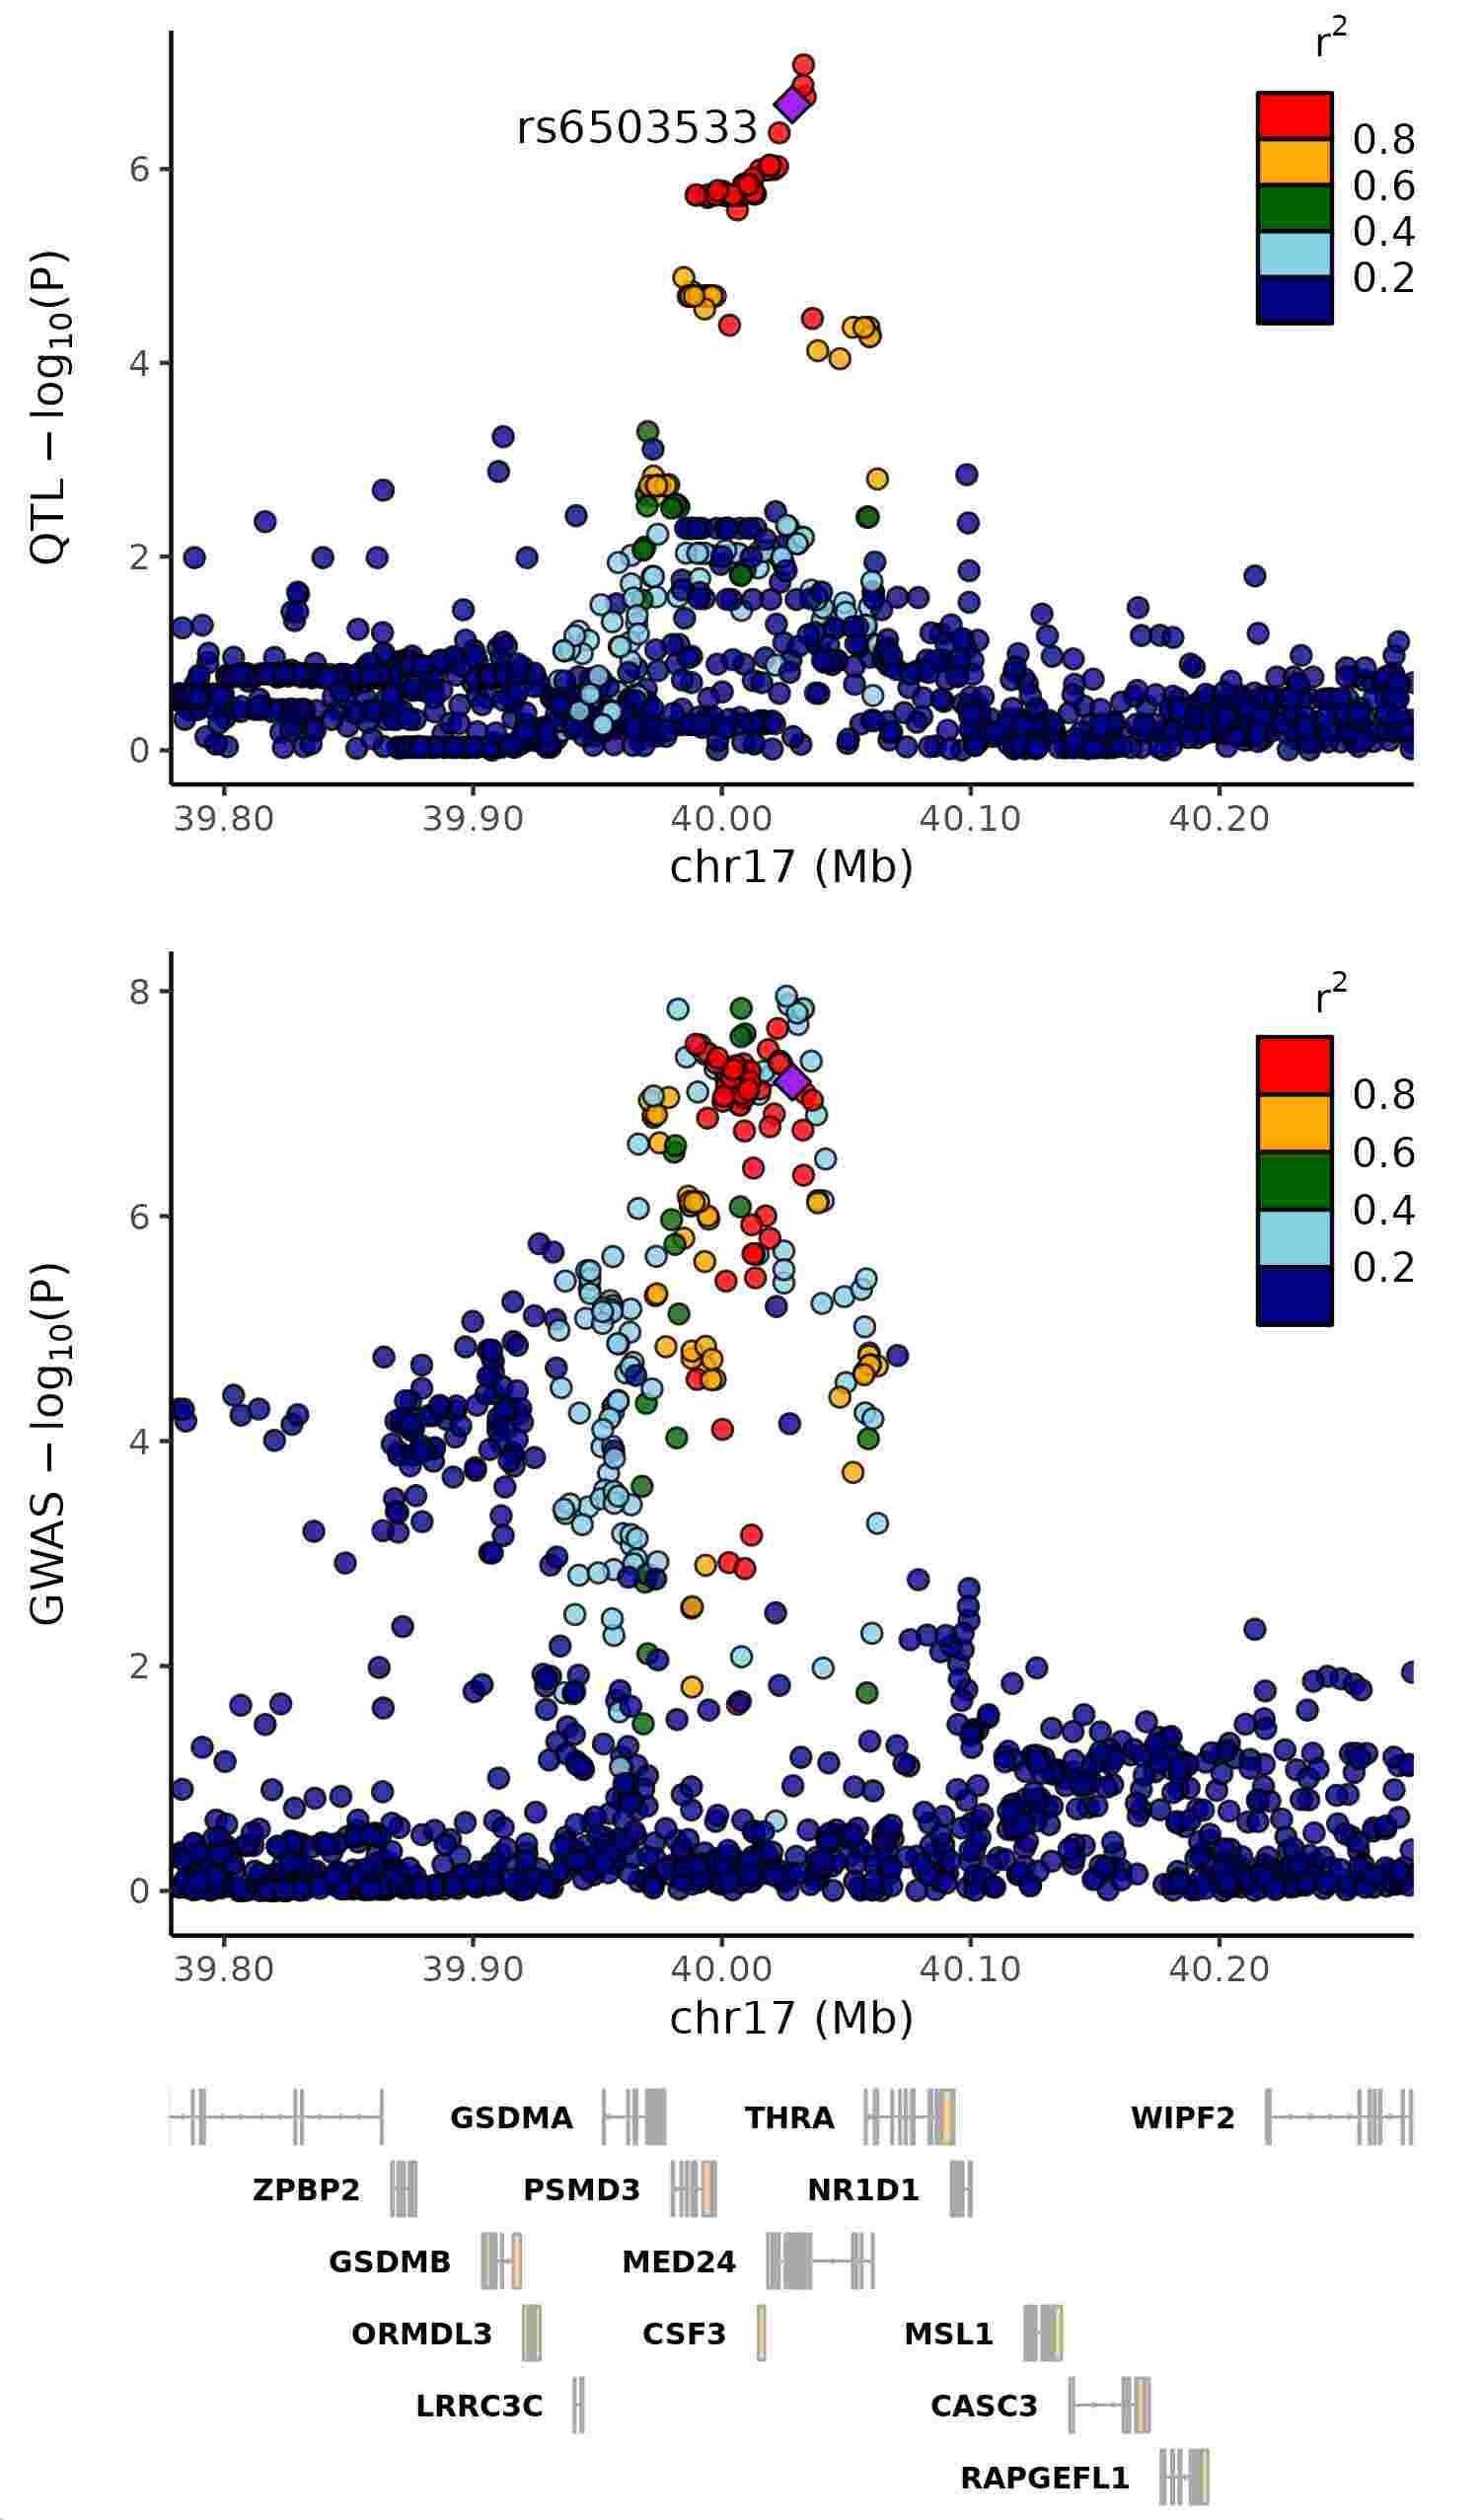 r²
0.8
0.6
0.4
0.2
rs6503533
6
4
2
0
QTL − log₁₀(P)
39.80 39.90 40.00 40.10 40.20
chr17 (Mb)
r²
0.8
0.6
0.4
0.2
8
6
4
2
0
GWAS − log₁₀(P)
39.80 39.90 40.00 40.10 40.20
chr17 (Mb)
GSDMA THRA WIPF2
ZPBP2 PSMD3 NR1D1
GSDMB MED24
ORMDL3 CSF3 MSL1
LRRC3C CASC3
RAPGEFL1